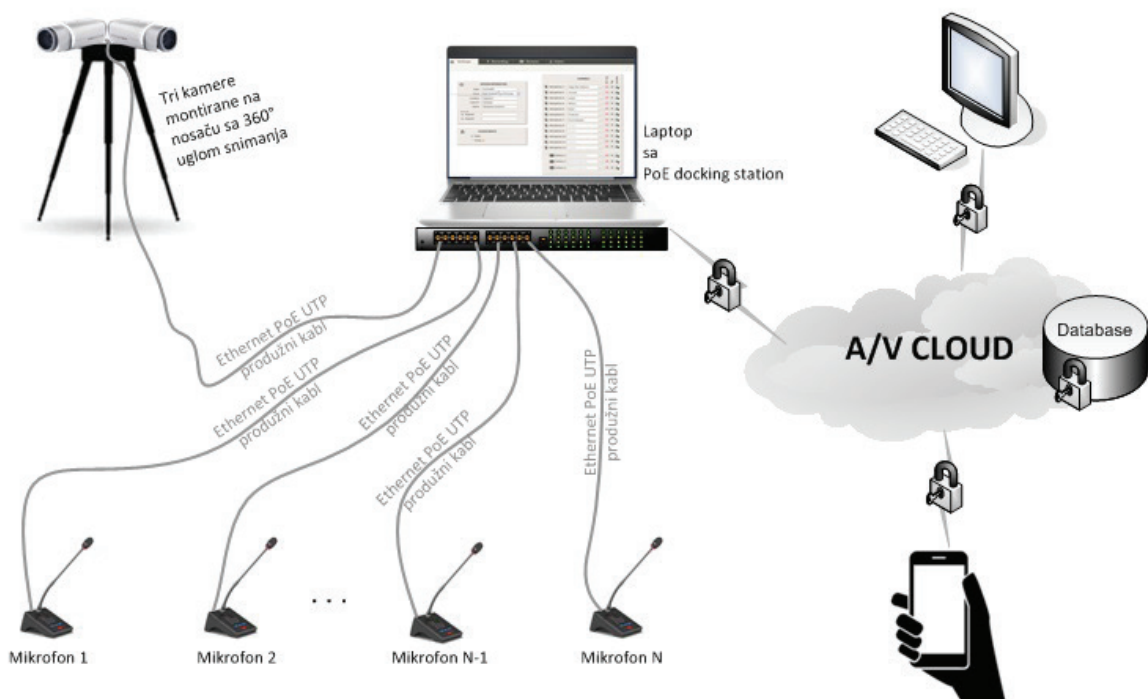 Tri kamere
montirane na
nosaču sa 360°
uglom snimanja
Laptop
sa
PoE docking station
Ethernet PoE UTP
produžni kabl
Ethernet PoE UTP
produžni kabl
Ethernet PoE UTP
produžni kabl
Ethernet PoE UTP
produžni kabl
Ethernet PoE UTP
produžni kabl
A/V CLOUD
Database
Mikrofon 1
Mikrofon 2
. . .
Mikrofon N-1
Mikrofon N